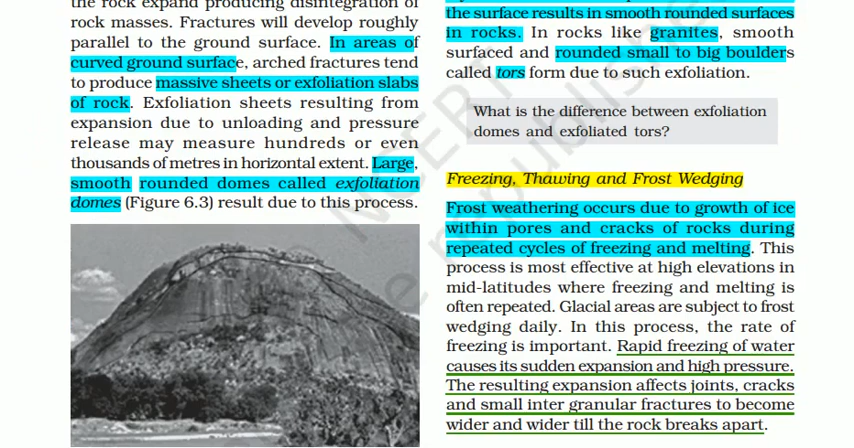 the rock expand producing disintegration of
rock masses. Fractures will develop roughly
parallel to the ground surface. In areas of
curved ground surface, arched fractures tend
to produce massive sheets or exfoliation slabs
of rock. Exfoliation sheets resulting from
expansion due to unloading and pressure
release may measure hundreds or even
thousands of metres in horizontal extent. Large,
smooth rounded domes called exfoliation
domes (Figure 6.3) result due to this process.
the surface results in smooth rounded surfaces
in rocks. In rocks like granites, smooth
surfaced and rounded small to big boulders
called tors form due to such exfoliation.
What is the difference between exfoliation
domes and exfoliated tors?
Freezing, Thawing and Frost Wedging
Frost weathering occurs due to growth of ice
within pores and cracks of rocks during
repeated cycles of freezing and melting. This
process is most effective at high elevations in
mid-latitudes where freezing and melting is
often repeated. Glacial areas are subject to frost
wedging daily. In this process, the rate of
freezing is important. Rapid freezing of water
causes its sudden expansion and high pressure.
The resulting expansion affects joints, cracks
and small inter granular fractures to become
wider and wider till the rock breaks apart.